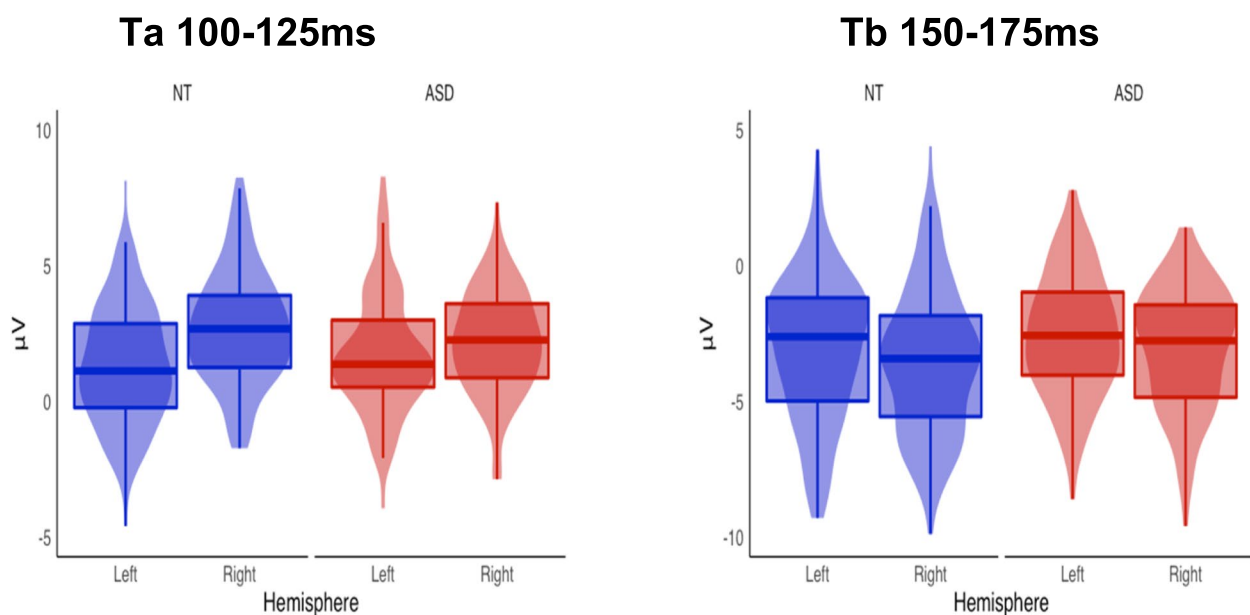 Ta 100-125ms
NT
ASD
10
5
0
-5
µV
Left
Right
Left
Right
Hemisphere
Tb 150-175ms
NT
ASD
5
0
-5
-10
µV
Left
Right
Left
Right
Hemisphere